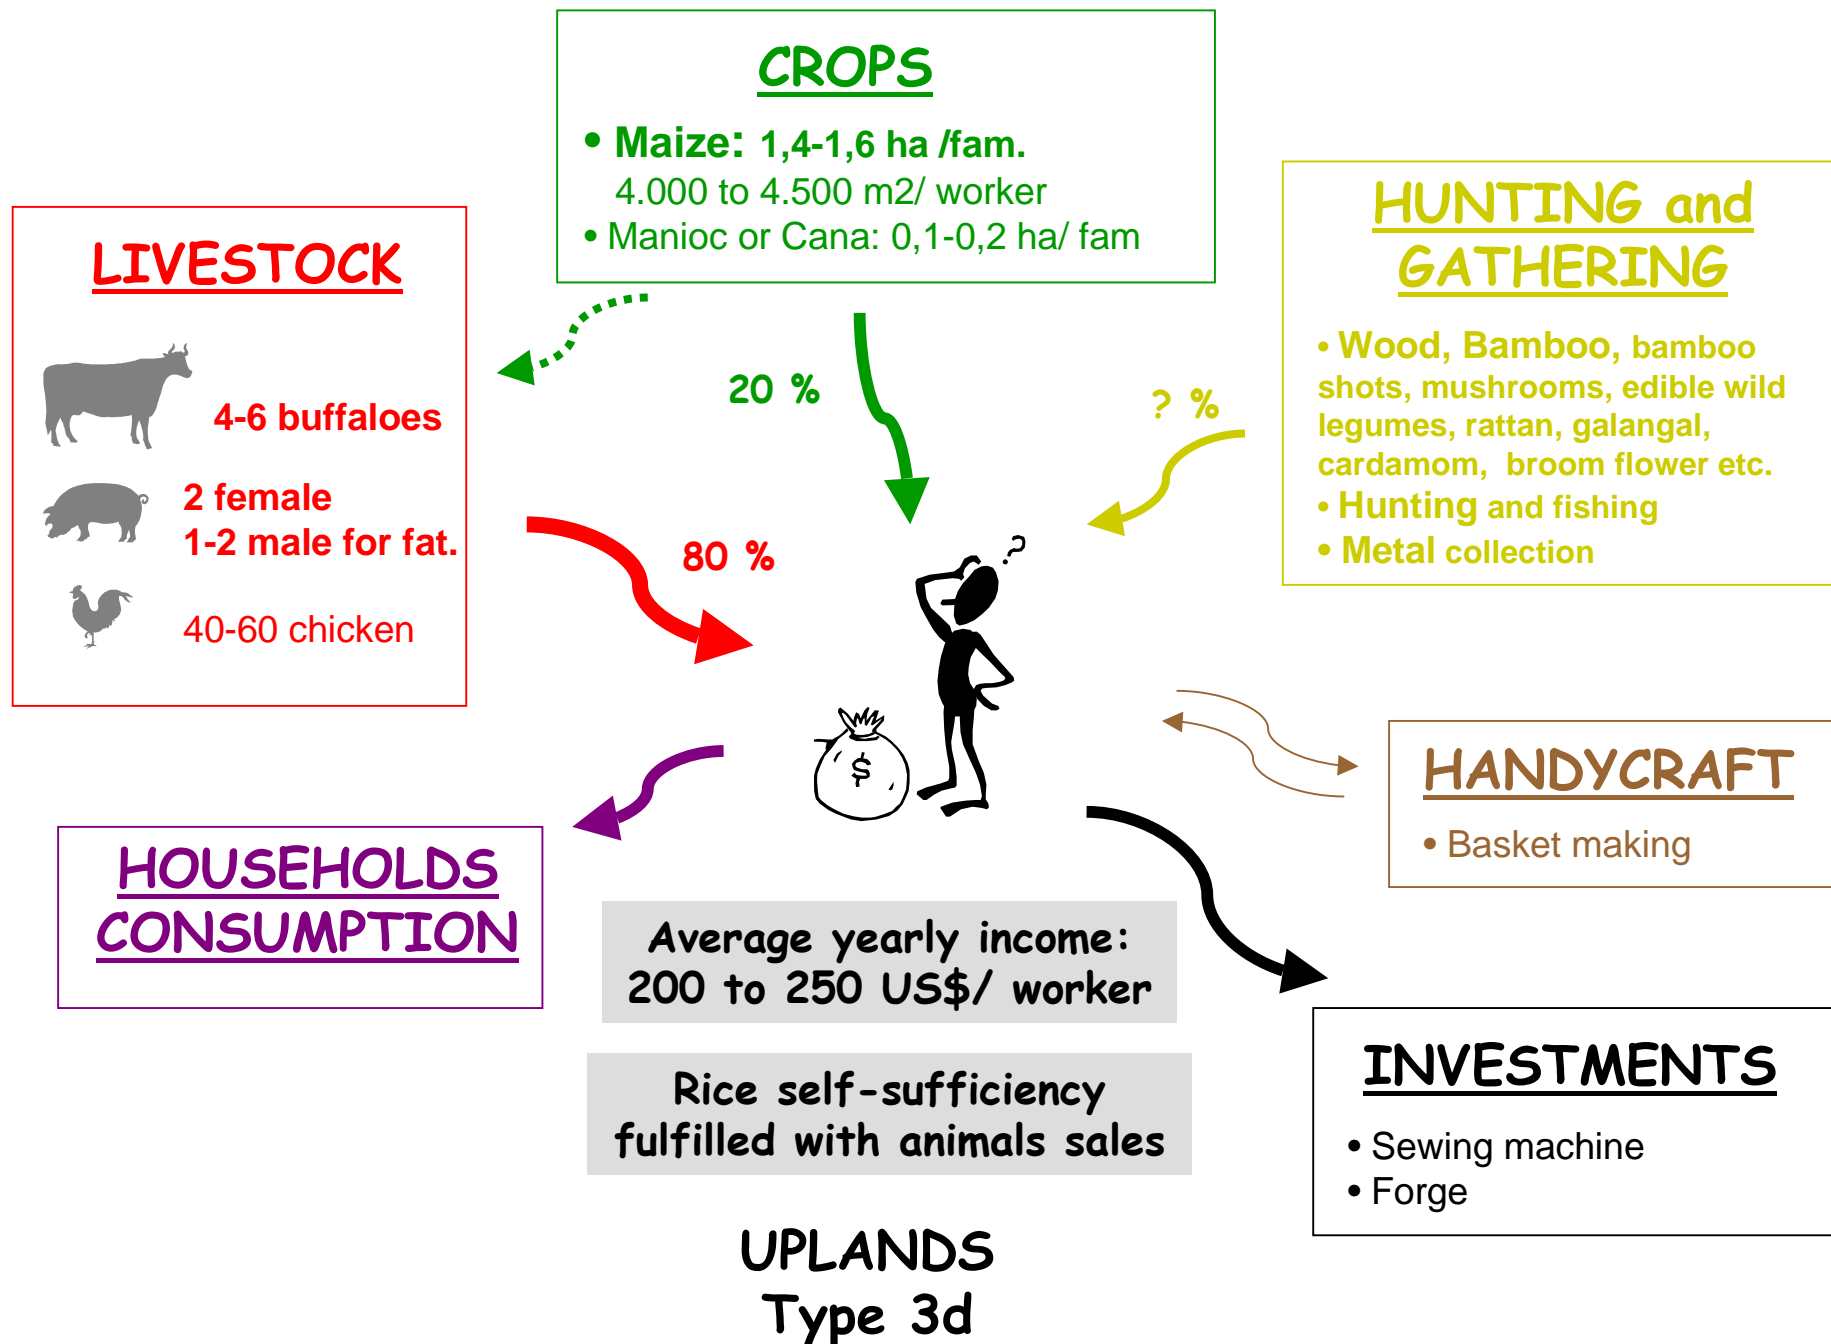 CROPS
• Maize: 1,4-1,6 ha /fam.
4.000 to 4.500 m2/ worker
• Manioc or Cana: 0,1-0,2 ha/ fam
LIVESTOCK
4-6 buffaloes
2 female
1-2 male for fat.
40-60 chicken
HUNTING and
GATHERING
• Wood, Bamboo, bamboo
shots, mushrooms, edible wild
legumes, rattan, galangal,
cardamom, broom flower etc.
• Hunting and fishing
• Metal collection
20 %
? %
80 %
?
$
HANDYCRAFT
• Basket making
HOUSEHOLDS
CONSUMPTION
Average yearly income:
200 to 250 US$/ worker
Rice self-sufficiency
fulfilled with animals sales
INVESTMENTS
• Sewing machine
• Forge
UPLANDS
Type 3d